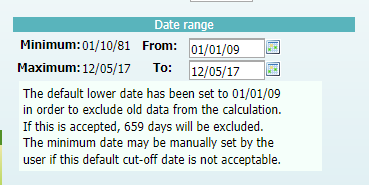 Date range
Minimum: 01/10/81 From: 01/01/09
Maximum: 12/05/17 To: 12/05/17
The default lower date has been set to 01/01/09
in order to exclude old data from the calculation.
If this is accepted, 659 days will be excluded.
The minimum date may be manually set by the
user if this default cut-off date is not acceptable.